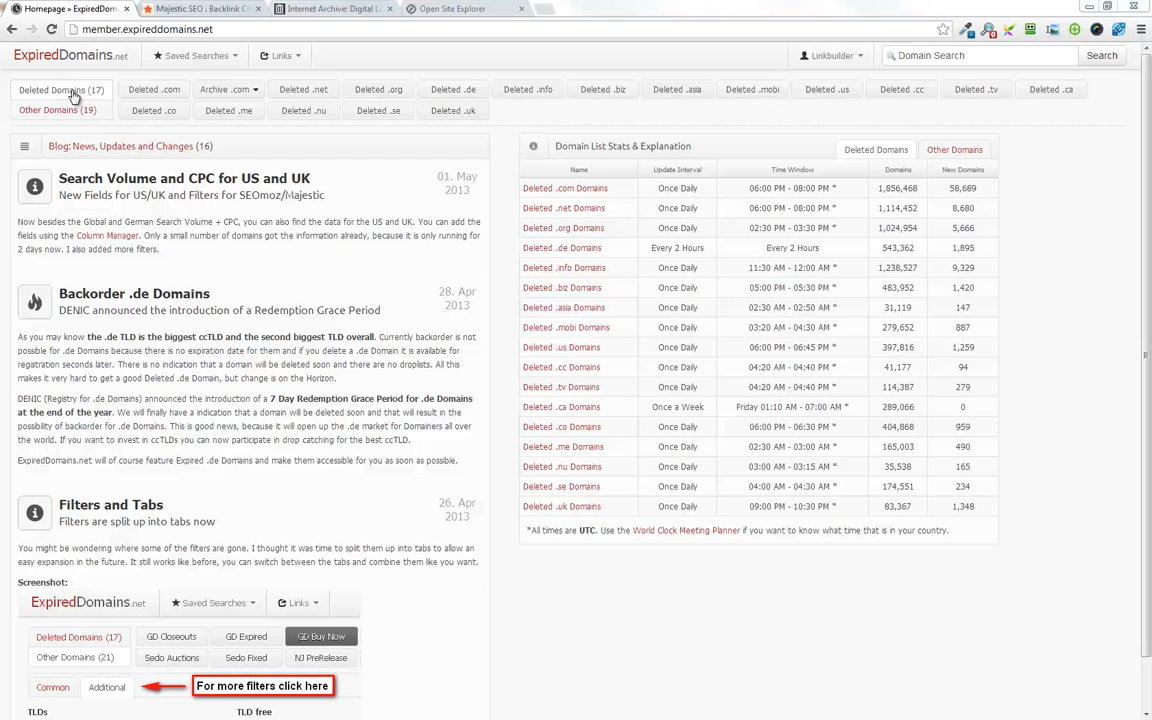 Homepage » ExpiredDom
Majestic SEO : Backlink C
Internet Archive: Digital L
Open Site Explorer
member.expireddomains.net
ExpiredDomains.net
Saved Searches
Links
Linkbuilder
Domain Search
Search
Deleted Domains (17)
Deleted .com
Archive .com
Deleted .net
Deleted .org
Deleted .de
Deleted .info
Deleted .biz
Deleted .asia
Deleted .mobi
Deleted .us
Deleted .cc
Deleted .tv
Deleted .ca
Other Domains (19)
Deleted .co
Deleted .me
Deleted .nu
Deleted .se
Deleted .uk
Blog: News, Updates and Changes (16)
Search Volume and CPC for US and UK
01. May
2013
New Fields for US/UK and Filters for SEOmoz/Majestic
Now besides the Global and German Search Volume + CPC, you can also find the data for the US and UK. You can add the
fields using the Column Manager. Only a small number of domains got the information already, because it is only running for
2 days now. I also added more filters.
Backorder .de Domains
28. Apr
2013
DENIC announced the introduction of a Redemption Grace Period
As you may know the .de TLD is the biggest ccTLD and the second biggest TLD overall. Currently backorder is not
possible for .de Domains because there is no expiration date for them and if you delete a .de Domain it is available for
registration seconds later. There is no indication that a domain will be deleted soon and there are no droplists. All this
makes it very hard to get a good Deleted .de Domain, but change is on the Horizon.
DENIC (Registry for .de Domains) announced the introduction of a 7 Day Redemption Grace Period for .de Domains
at the end of the year. We will finally have a indication that a domain will be deleted soon and that will result in the
possibility of backorder for .de Domains. This is good news, because it will open up the .de market for Domainers all over
the world. If you want to invest in ccTLDs you can now participate in drop catching for the best ccTLD.
ExpiredDomains.net will of course feature Expired .de Domains and make them accessible for you as soon as possible.
Filters and Tabs
26. Apr
2013
Filters are split up into tabs now
You might be wondering where some of the filters are gone. I thought it was time to split them up into tabs to allow an
easy expansion in the future. It still works like before, you can switch between the tabs and combine them like you want.
Screenshot:
ExpiredDomains.net
Saved Searches
Links
Deleted Domains (17)
GD Closeouts
GD Expired
GD Buy Now
Other Domains (21)
Sedo Auctions
Sedo Fixed
NJ PreRelease
Common
Additional
For more filters click here
TLDs
TLD free
Domain List Stats & Explanation
Deleted Domains
Other Domains
Name Update Interval Time Window Domains New Domains
Deleted .com Domains Once Daily 06:00 PM - 08:00 PM * 1,856,468 58,689
Deleted .net Domains Once Daily 06:00 PM - 08:00 PM * 1,114,452 8,680
Deleted .org Domains Once Daily 02:30 PM - 03:30 PM * 1,024,954 5,666
Deleted .de Domains Every 2 Hours Every 2 Hours 543,362 1,895
Deleted .info Domains Once Daily 11:30 AM - 12:00 AM * 1,238,527 9,329
Deleted .biz Domains Once Daily 05:00 PM - 05:30 PM * 483,952 1,420
Deleted .asia Domains Once Daily 02:30 AM - 02:50 AM * 31,119 147
Deleted .mobi Domains Once Daily 03:20 AM - 04:30 AM * 279,652 887
Deleted .us Domains Once Daily 06:00 PM - 06:45 PM * 397,816 1,259
Deleted .cc Domains Once Daily 04:20 PM - 04:40 PM * 41,177 94
Deleted .tv Domains Once Daily 04:20 PM - 04:40 PM * 114,387 279
Deleted .ca Domains Once a Week Friday 01:10 AM - 07:00 AM * 289,066 0
Deleted .co Domains Once Daily 06:00 PM - 06:30 PM * 404,868 959
Deleted .me Domains Once Daily 02:30 AM - 03:00 AM * 165,003 490
Deleted .nu Domains Once Daily 03:00 AM - 03:15 AM * 35,538 165
Deleted .se Domains Once Daily 04:00 AM - 04:30 AM * 174,551 234
Deleted .uk Domains Once Daily 09:00 PM - 10:30 PM * 83,367 1,348
*All times are UTC. Use the World Clock Meeting Planner if you want to know what time that is in your country.